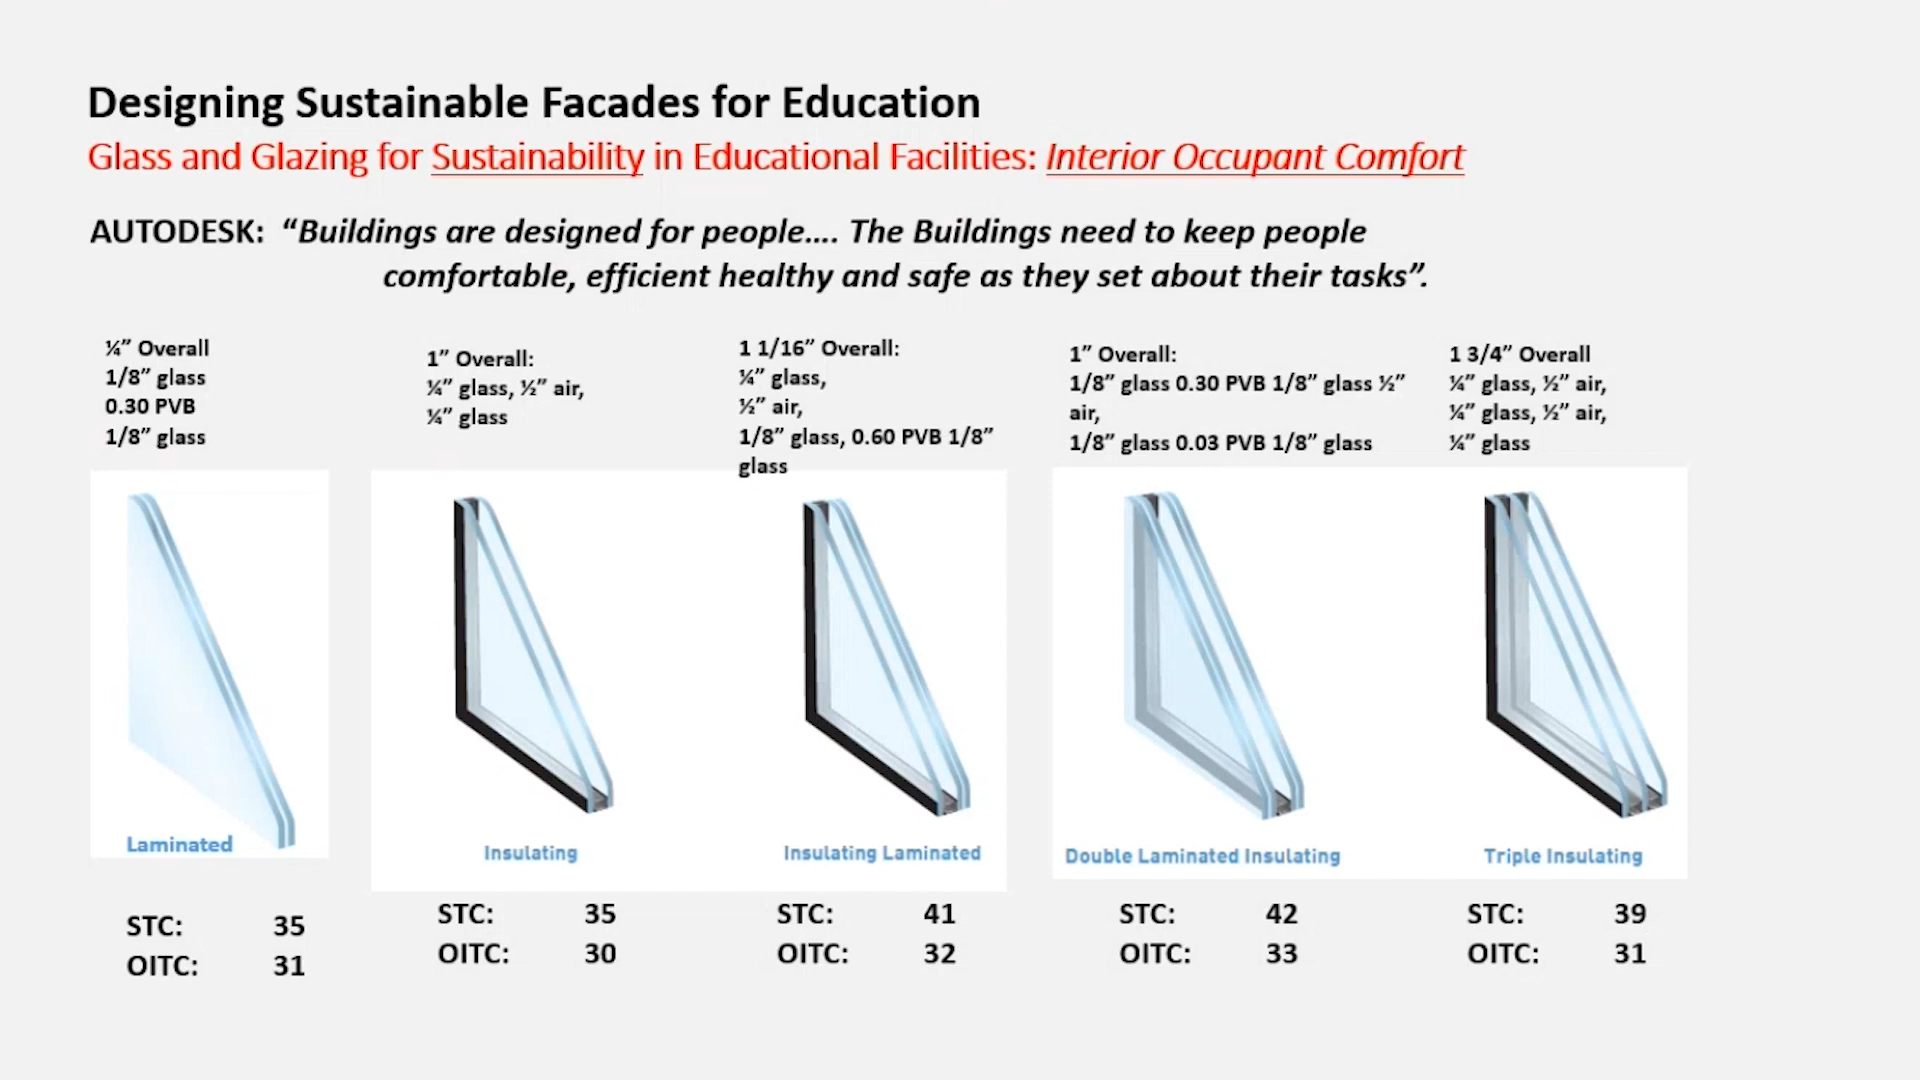 Designing Sustainable Facades for Education
Glass and Glazing for Sustainability in Educational Facilities: Interior Occupant Comfort
AUTODESK: “Buildings are designed for people.... The Buildings need to keep people
comfortable, efficient healthy and safe as they set about their tasks”.
¼” Overall
1/8” glass
0.30 PVB
1/8” glass
1” Overall:
¼” glass, ½” air,
¼” glass
1 1/16” Overall:
¼” glass,
½” air,
1/8” glass, 0.60 PVB 1/8”
glass
1” Overall:
1/8” glass 0.30 PVB 1/8” glass ½”
air,
1/8” glass 0.03 PVB 1/8” glass
1 3/4” Overall
¼” glass, ½” air,
¼” glass, ½” air,
¼” glass
Laminated
Insulating
Insulating Laminated
Double Laminated Insulating
Triple Insulating
STC: 35
OITC: 31
STC: 35
OITC: 30
STC: 41
OITC: 32
STC: 42
OITC: 33
STC: 39
OITC: 31